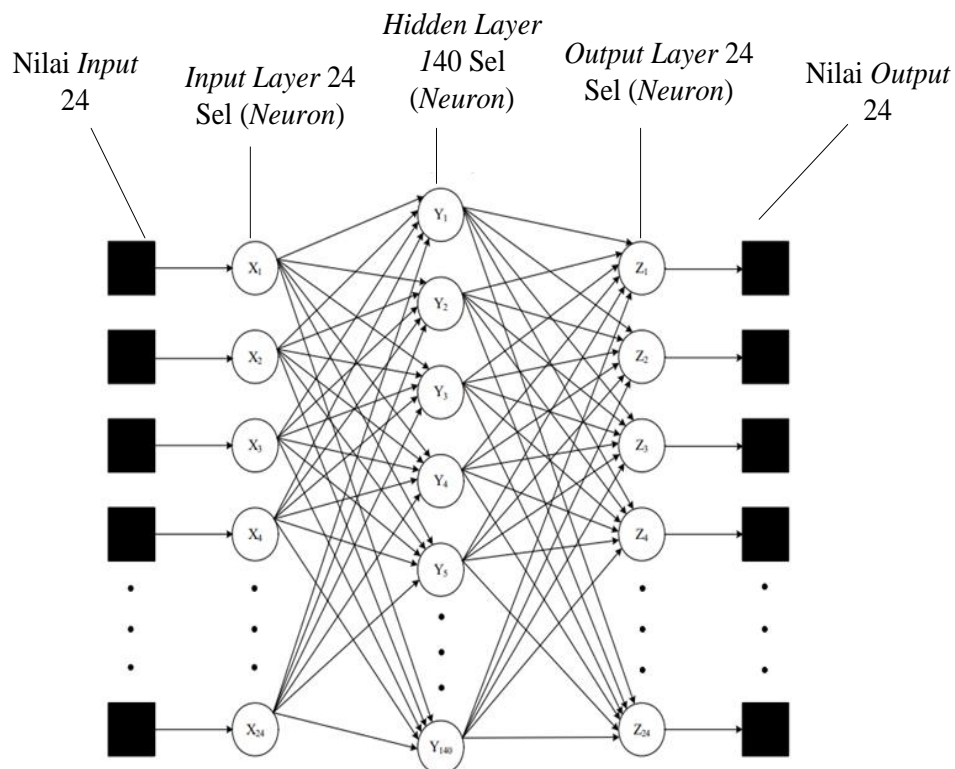 Nilai Input
24
Input Layer 24
Sel (Neuron)
Hidden Layer
140 Sel
(Neuron)
Output Layer 24
Sel (Neuron)
Nilai Output
24
X1
X2
X3
X4
X24
Y1
Y2
Y3
Y4
Y5
Y140
Z1
Z2
Z3
Z4
Z24